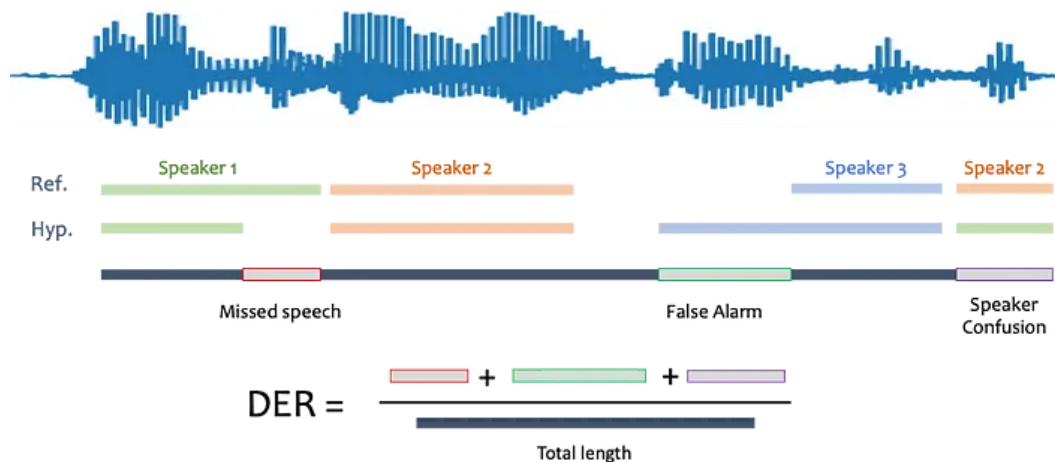 Speaker 1 Speaker 2 Speaker 3 Speaker 2
Ref.
Hyp.
Missed speech False Alarm Speaker
Confusion
DER = + +
Total length